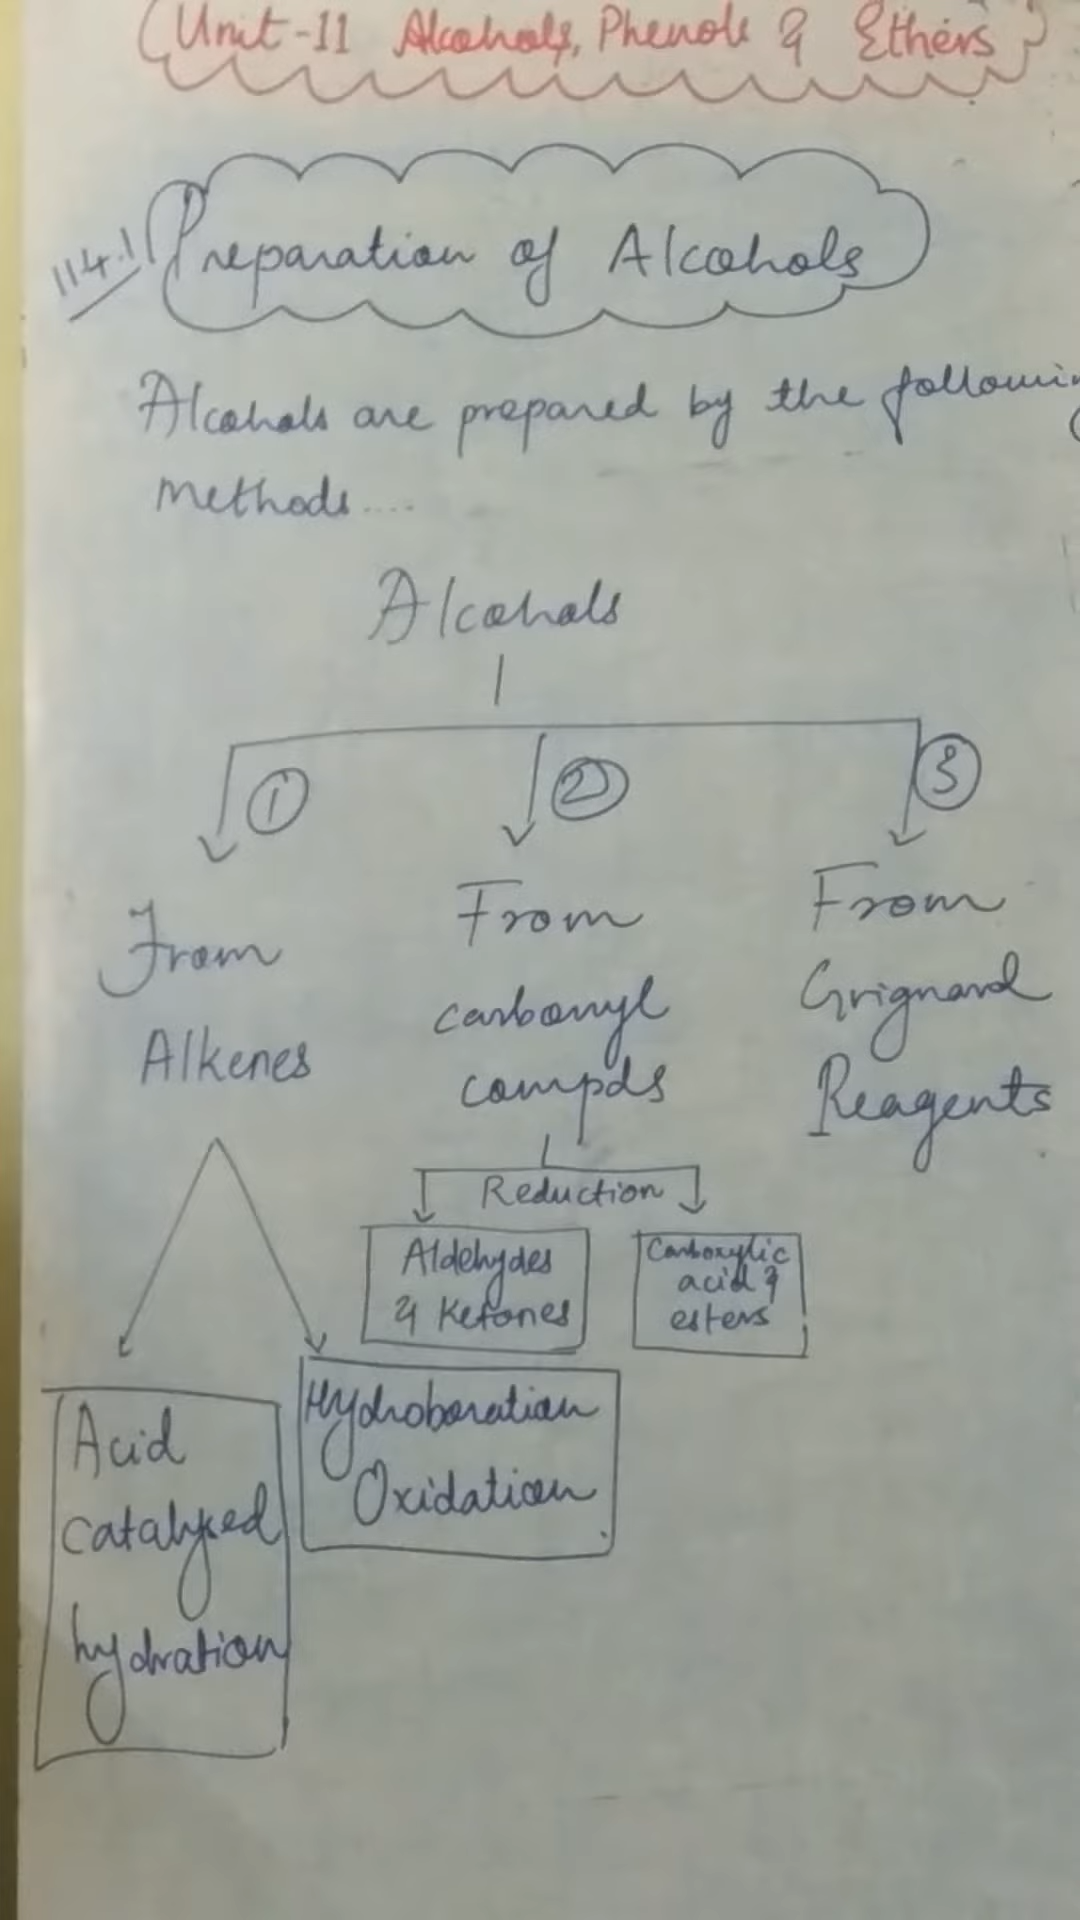 Unit-11 Alcohols, Phenols & Ethers
11.4.1 Preparation of Alcohols
Alcohols are prepared by the
methods....
Alcohols
1 2 3
From From From
Alkenes carbonyl compds Grignard Reagents
Reduction
Aldehydes
& Ketones
Carboxylic
acid &
esters
Acid
catalysed
hydration
Hydroboration
Oxidation